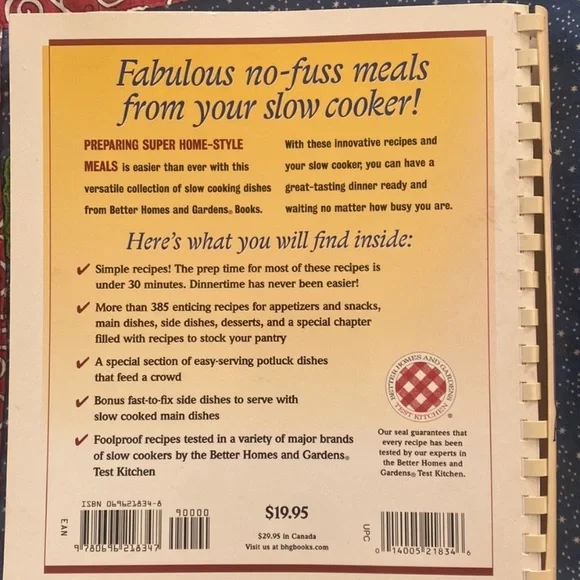 Fabulous no-fuss meals
from your slow cooker!
PREPARING SUPER HOME-STYLE
MEALS is easier than ever with this
versatile collection of slow cooking dishes
from Better Homes and Gardens® Books.
With these innovative recipes and
your slow cooker, you can have a
great-tasting dinner ready and
waiting no matter how busy you are.
Here's what you will find inside:
✔ Simple recipes! The prep time for most of these recipes is
under 30 minutes. Dinnertime has never been easier!
✔ More than 385 enticing recipes for appetizers and snacks,
main dishes, side dishes, desserts, and a special chapter
filled with recipes to stock your pantry
✔ A special section of easy-serving potluck dishes
that feed a crowd
✔ Bonus fast-to-fix side dishes to serve with
slow cooked main dishes
✔ Foolproof recipes tested in a variety of major brands
of slow cookers by the Better Homes and Gardens®
Test Kitchen
BETTER HOMES AND GARDENS
TEST KITCHEN ®
Our seal guarantees that
every recipe has been
tested by our experts in
the Better Homes and
Gardens® Test Kitchen.
ISBN 069621834-8
90000
EAN
9 780696 218347
$19.95
$29.95 in Canada
Visit us at bhgbooks.com
UPC
0 14005 21834 6